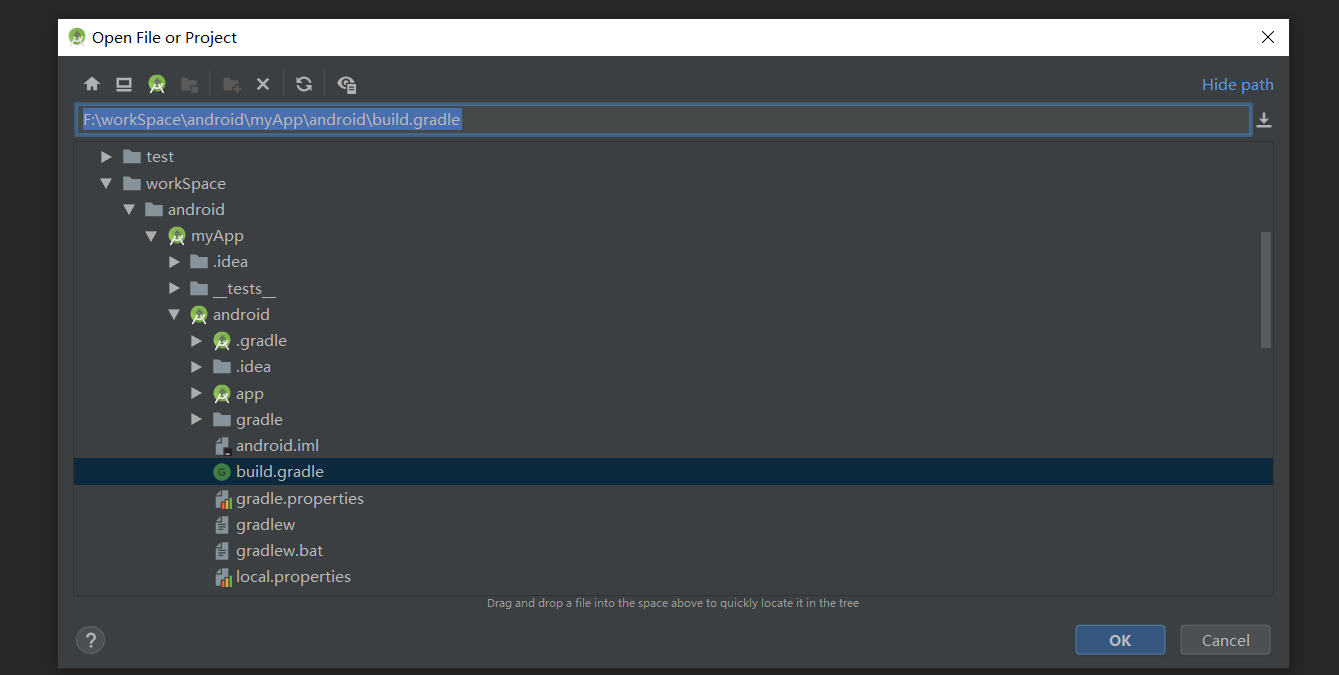 Open File or Project
Hide path
F:\workSpace\android\myApp\android\build.gradle
test
workSpace
android
myApp
.idea
__tests__
android
.gradle
.idea
app
gradle
android.iml
build.gradle
gradle.properties
gradlew
gradlew.bat
local.properties
Drag and drop a file into the space above to quickly locate it in the tree
?
OK
Cancel